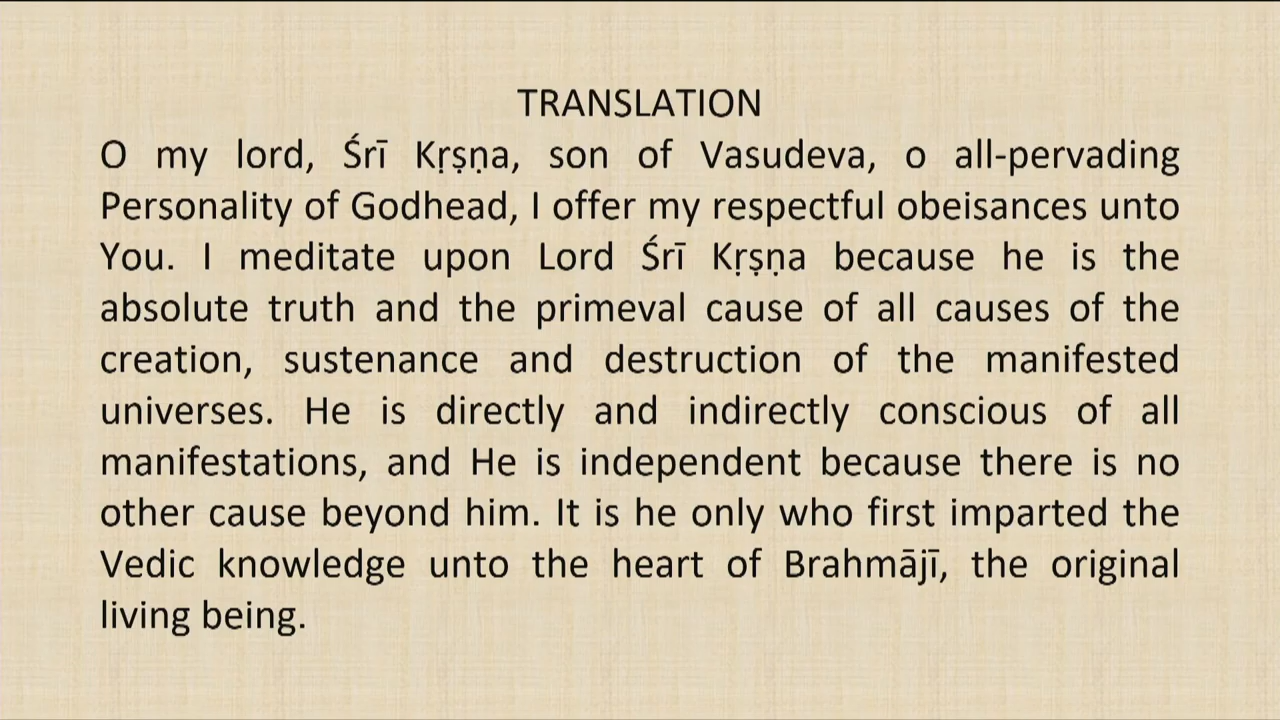 TRANSLATION
O my lord, Śrī Kṛṣṇa, son of Vasudeva, o all-pervading
Personality of Godhead, I offer my respectful obeisances unto
You. I meditate upon Lord Śrī Kṛṣṇa because he is the
absolute truth and the primeval cause of all causes of the
creation, sustenance and destruction of the manifested
universes. He is directly and indirectly conscious of all
manifestations, and He is independent because there is no
other cause beyond him. It is he only who first imparted the
Vedic knowledge unto the heart of Brahmājī, the original
living being.